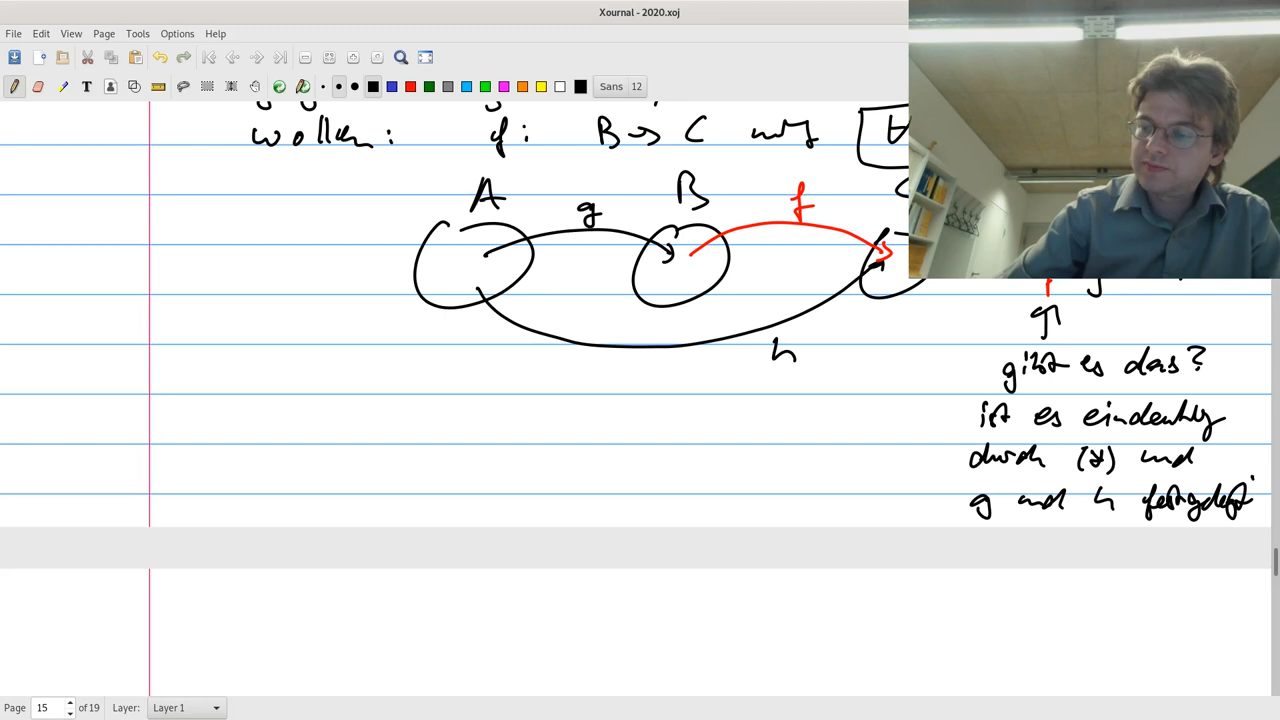 Xournal - 2020.xoj
File Edit View Page Tools Options Help
Sans 12
wollen: f: B → C mit
A B
g f
h
gibt es das?
ist es eindeutig
durch (*) und
g und h festgelegt
Page 15 of 19 Layer: Layer 1